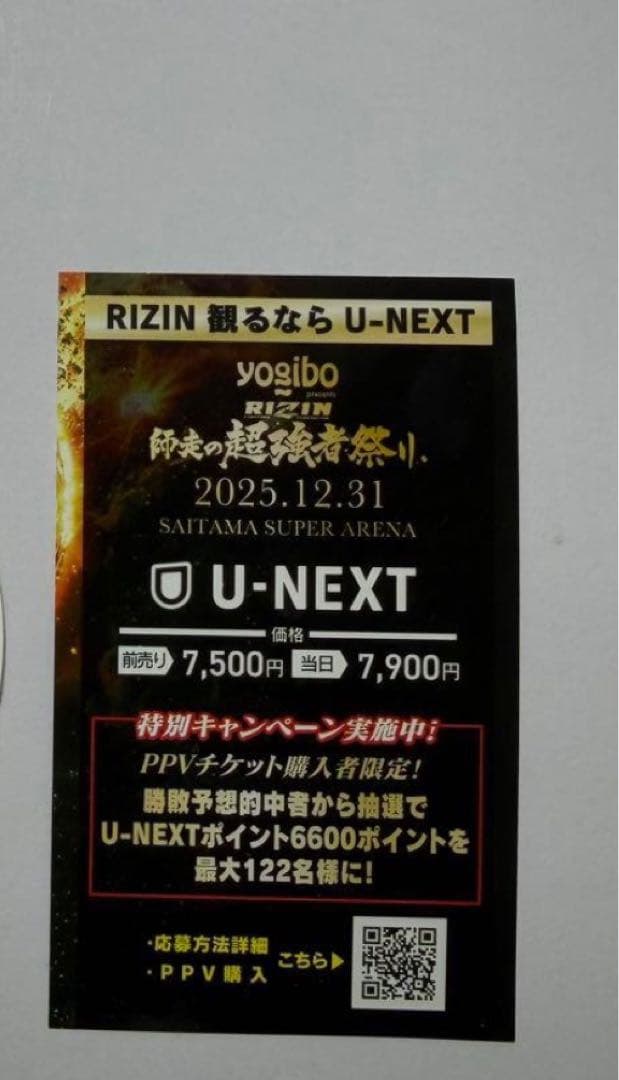 RIZIN 観るなら U-NEXT
yogibo
presents
RIZIN
師走の超強者祭り
2025.12.31
SAITAMA SUPER ARENA
U-NEXT
価格
前売り 7,500円 当日 7,900円
特別キャンペーン実施中!
PPVチケット購入者限定!
勝敗予想的中者から抽選で
U-NEXTポイント6600ポイントを
最大122名様に!
・応募方法詳細
・PPV購入
こちら▶